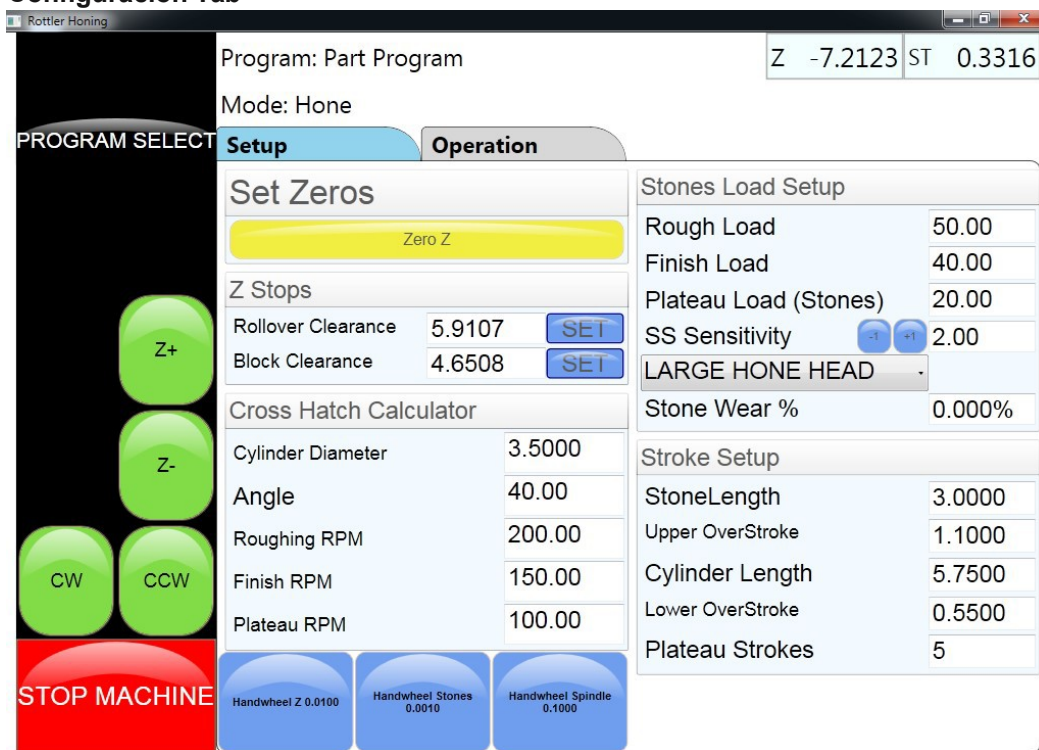 Configuración Tab
Rottler Honing
Program: Part Program
Z -7.2123 ST 0.3316
Mode: Hone
PROGRAM SELECT
Setup Operation
Set Zeros
Zero Z
Z Stops
Rollover Clearance 5.9107 SET
Block Clearance 4.6508 SET
Cross Hatch Calculator
Cylinder Diameter 3.5000
Angle 40.00
Roughing RPM 200.00
Finish RPM 150.00
Plateau RPM 100.00
Stones Load Setup
Rough Load 50.00
Finish Load 40.00
Plateau Load (Stones) 20.00
SS Sensitivity -1 +1 2.00
LARGE HONE HEAD
Stone Wear % 0.000%
Stroke Setup
StoneLength 3.0000
Upper OverStroke 1.1000
Cylinder Length 5.7500
Lower OverStroke 0.5500
Plateau Strokes 5
Z+
Z-
CW CCW
STOP MACHINE
Handwheel Z 0.0100
Handwheel Stones
0.0010
Handwheel Spindle
0.1000